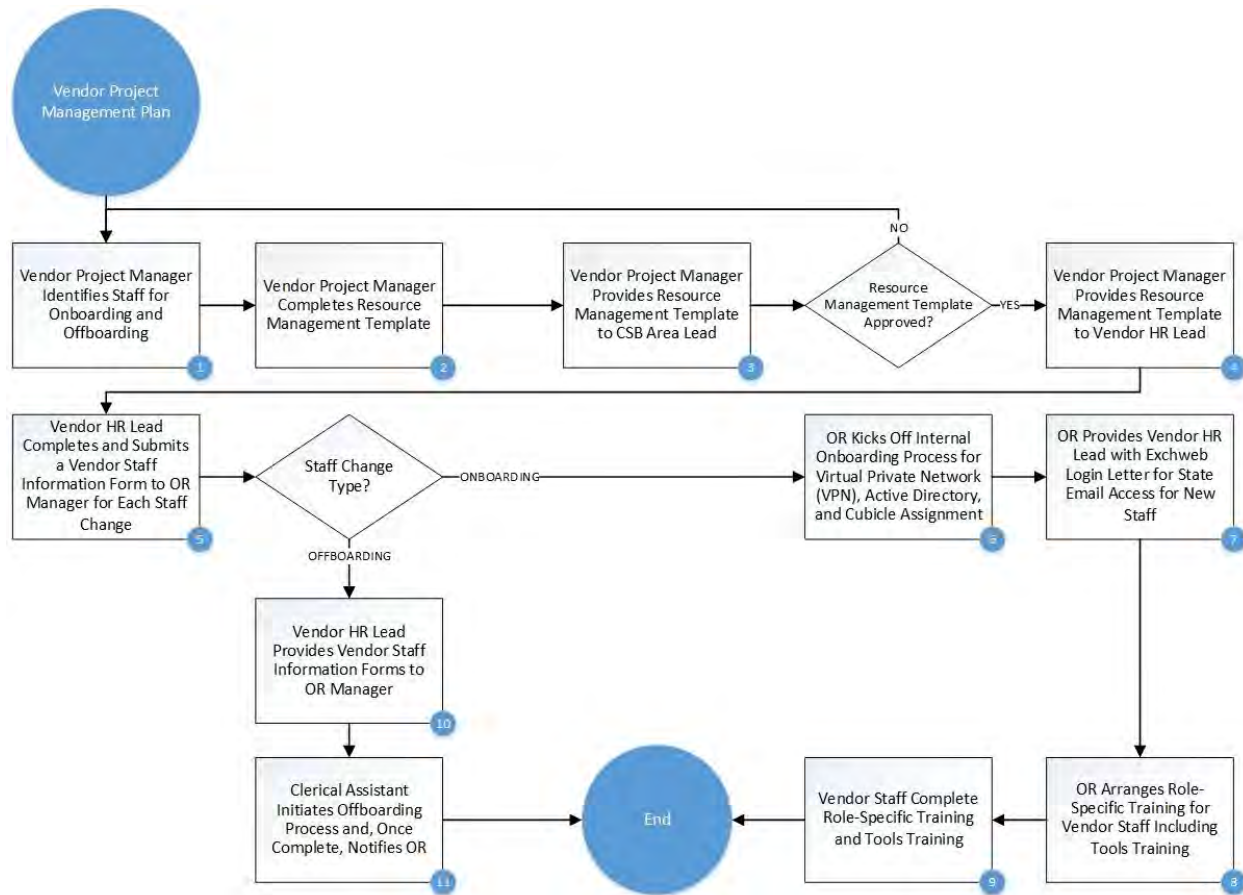 Vendor Project
Management Plan
NO
Vendor Project Manager
Identifies Staff for
Onboarding and
Offboarding
1
Vendor Project Manager
Completes Resource
Management Template
2
Vendor Project Manager
Provides Resource
Management Template
to CSB Area Lead
3
Resource
Management Template
Approved?
YES
Vendor Project Manager
Provides Resource
Management Template
to Vendor HR Lead
4
Vendor HR Lead
Completes and Submits
a Vendor Staff
Information Form to OR
Manager for Each Staff
Change
5
Staff Change
Type?
ONBOARDING
OR Kicks Off Internal
Onboarding Process for
Virtual Private Network
(VPN), Active Directory,
and Cubicle Assignment
6
OR Provides Vendor HR
Lead with Exchweb
Login Letter for State
Email Access for New
Staff
7
OFFBOARDING
Vendor HR Lead
Provides Vendor Staff
Information Forms to
OR Manager
10
Clerical Assistant
Initiates Offboarding
Process and, Once
Complete, Notifies OR
11
End
Vendor Staff Complete
Role-Specific Training
and Tools Training
9
OR Arranges Role-
Specific Training for
Vendor Staff Including
Tools Training
8